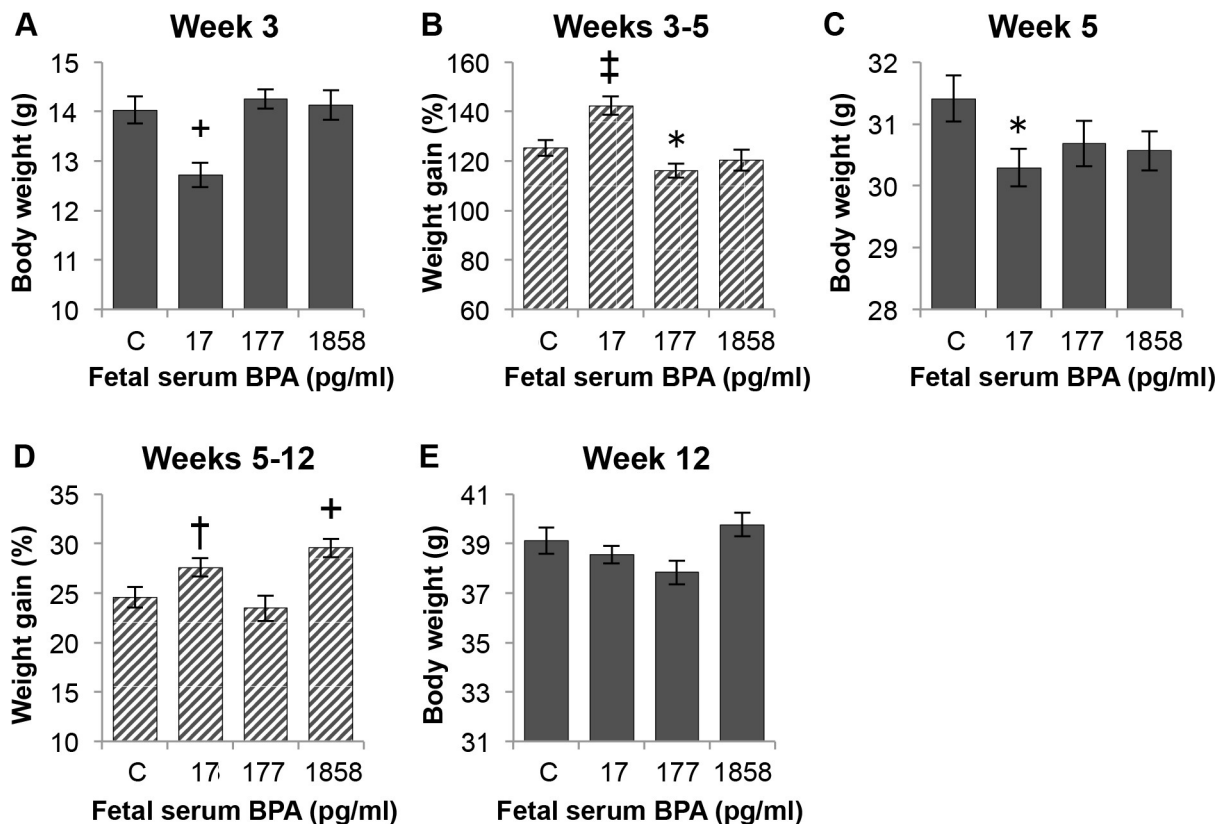 A Week 3
Body weight (g)
15
14
13
12
11
10
+
C 17 177 1858
Fetal serum BPA (pg/ml)
B Weeks 3-5
Weight gain (%)
160
140
120
100
80
60
‡
*
C 17 177 1858
Fetal serum BPA (pg/ml)
C Week 5
Body weight (g)
32
31
30
29
28
*
C 17 177 1858
Fetal serum BPA (pg/ml)
D Weeks 5-12
Weight gain (%)
35
30
25
20
15
10
†
+
C 17 177 1858
Fetal serum BPA (pg/ml)
E Week 12
Body weight (g)
41
39
37
35
33
31
C 17 177 1858
Fetal serum BPA (pg/ml)